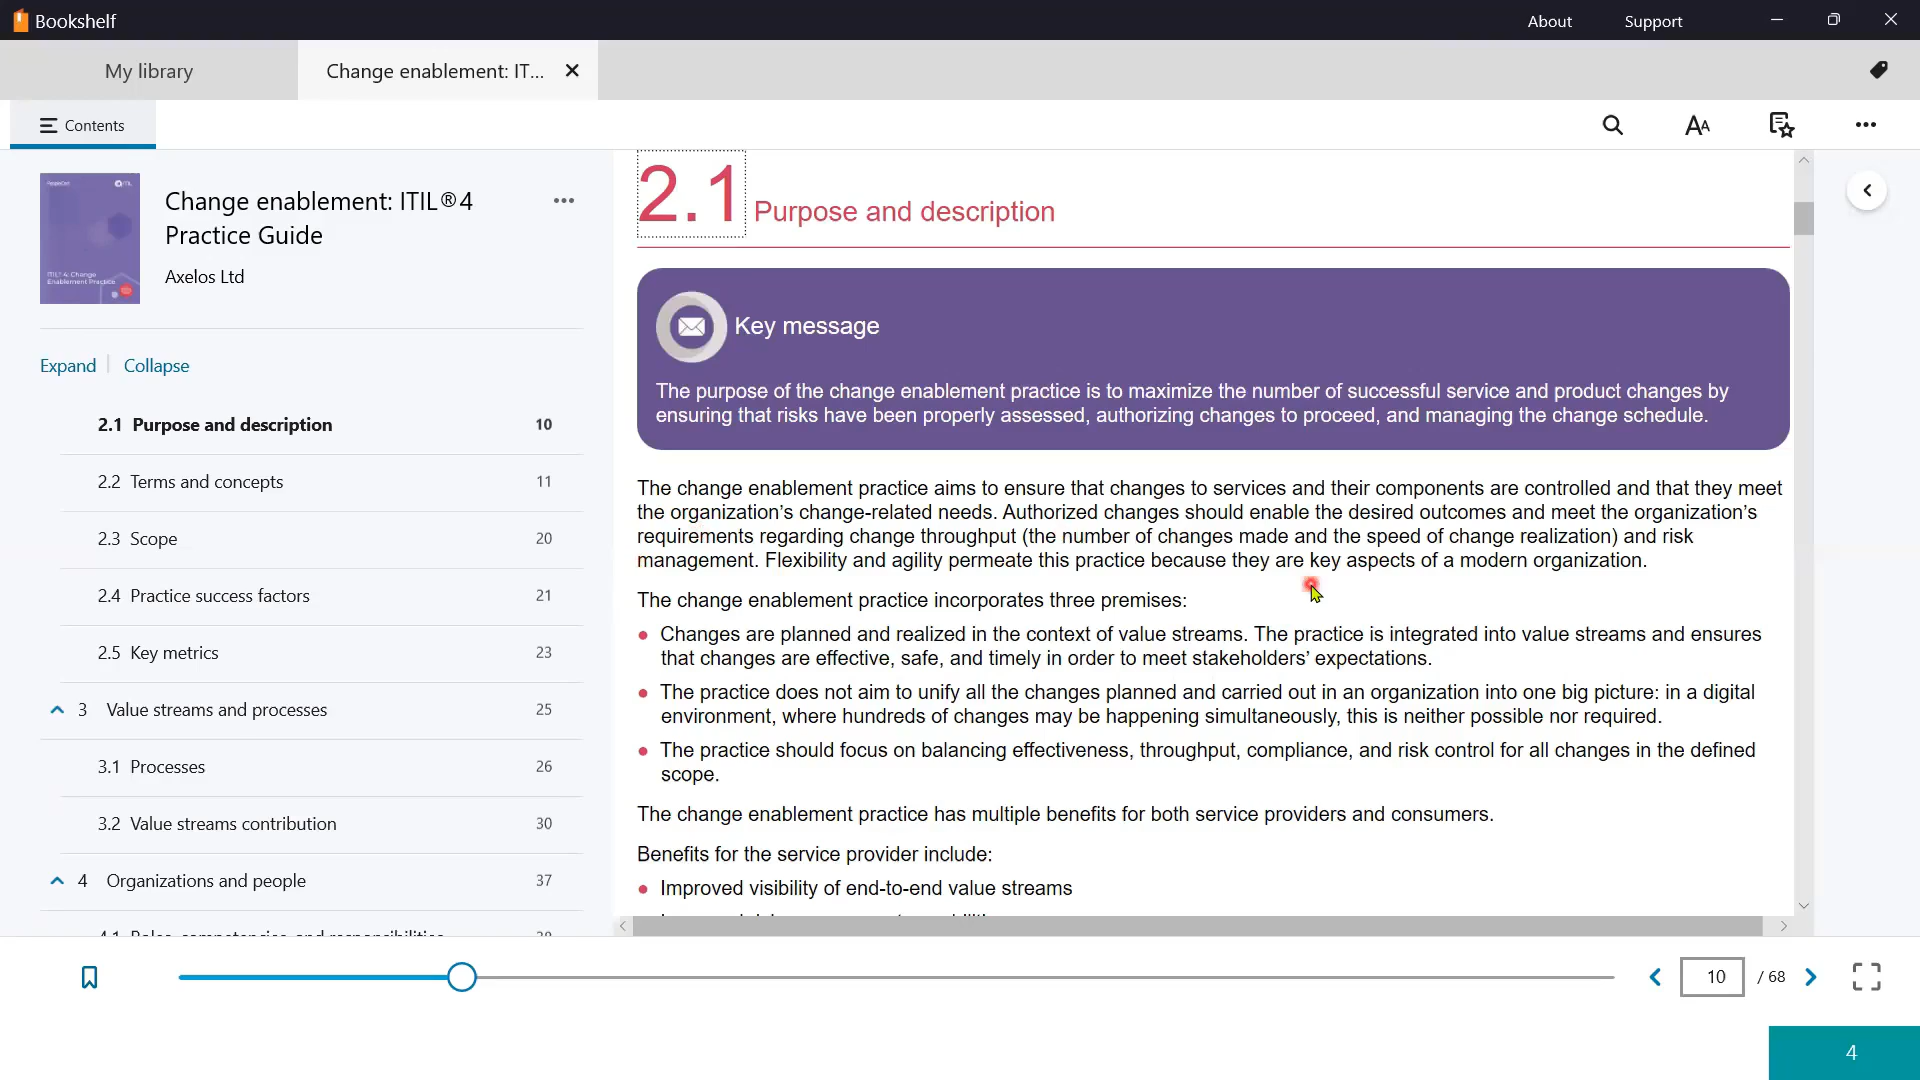 Bookshelf
About
Support
My library
Change enablement: IT...
Contents
AA
Change enablement: ITIL®4
Practice Guide
Axelos Ltd
PeopleCert
ITIL
ITIL® 4: Change
Enablement Practice
Expand
Collapse
2.1 Purpose and description 10
2.2 Terms and concepts 11
2.3 Scope 20
2.4 Practice success factors 21
2.5 Key metrics 23
3 Value streams and processes 25
3.1 Processes 26
3.2 Value streams contribution 30
4 Organizations and people 37
4.1 Roles, competencies, and responsibilities 38
2.1 Purpose and description
Key message
The purpose of the change enablement practice is to maximize the number of successful service and product changes by
ensuring that risks have been properly assessed, authorizing changes to proceed, and managing the change schedule.
The change enablement practice aims to ensure that changes to services and their components are controlled and that they meet
the organization's change-related needs. Authorized changes should enable the desired outcomes and meet the organization's
requirements regarding change throughput (the number of changes made and the speed of change realization) and risk
management. Flexibility and agility permeate this practice because they are key aspects of a modern organization.
The change enablement practice incorporates three premises:
• Changes are planned and realized in the context of value streams. The practice is integrated into value streams and ensures
that changes are effective, safe, and timely in order to meet stakeholders' expectations.
• The practice does not aim to unify all the changes planned and carried out in an organization into one big picture: in a digital
environment, where hundreds of changes may be happening simultaneously, this is neither possible nor required.
• The practice should focus on balancing effectiveness, throughput, compliance, and risk control for all changes in the defined
scope.
The change enablement practice has multiple benefits for both service providers and consumers.
Benefits for the service provider include:
• Improved visibility of end-to-end value streams
10 / 68
4